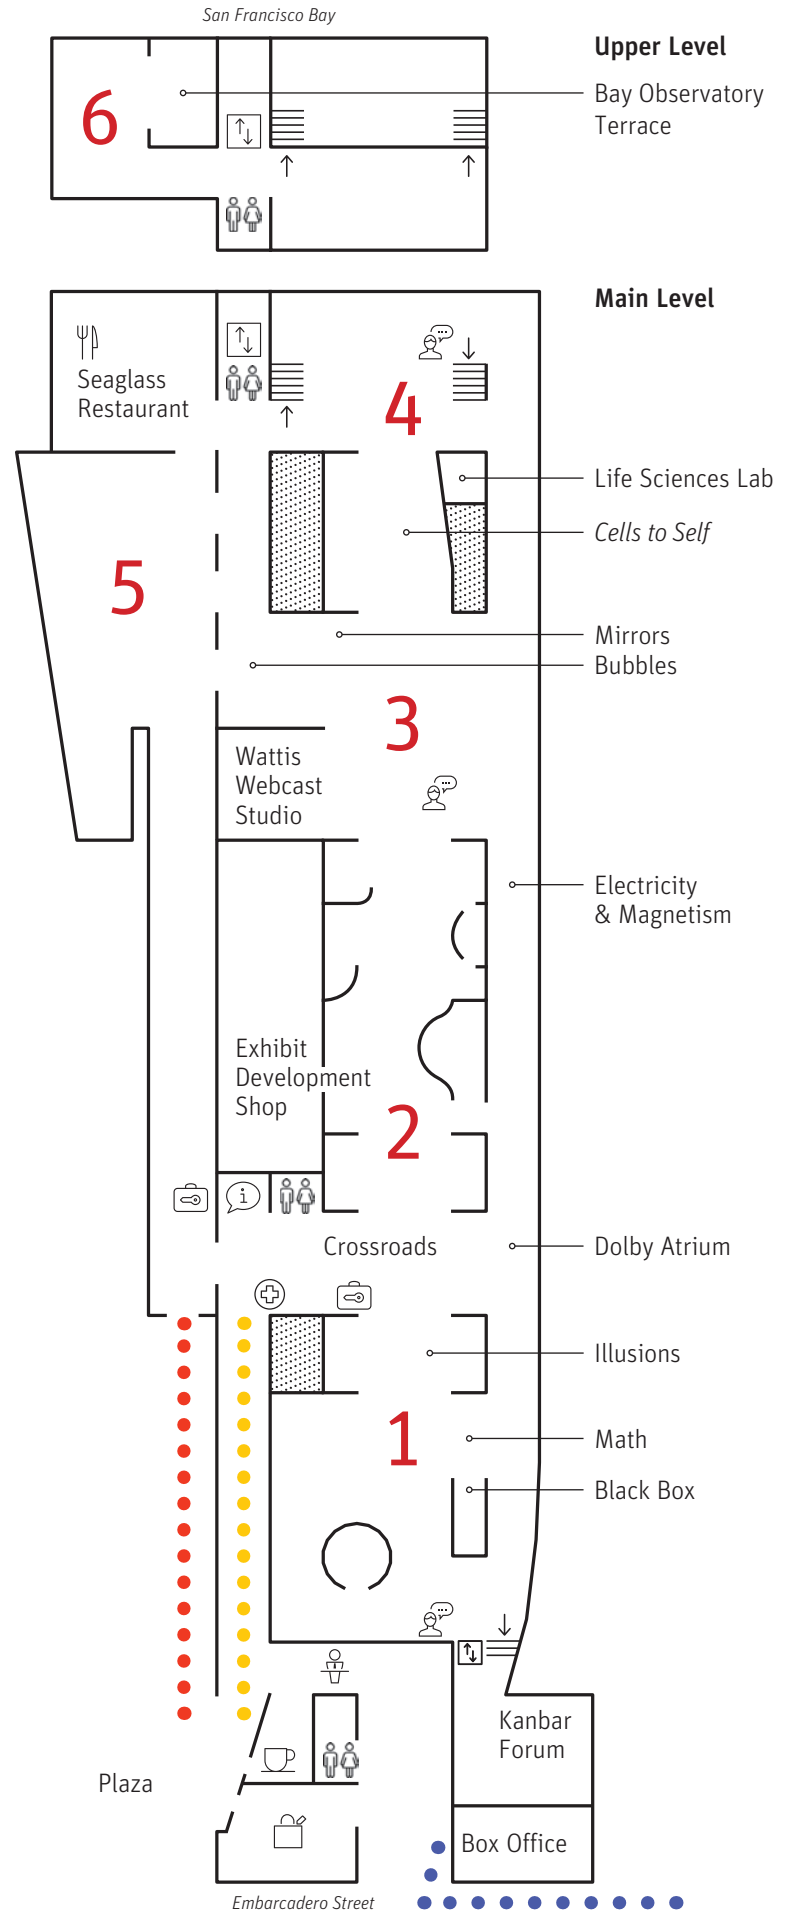 San Francisco Bay
Upper Level
Bay Observatory
Terrace
6
Main Level
Seaglass
Restaurant
4
Life Sciences Lab
Cells to Self
5
Mirrors
Bubbles
3
Wattis
Webcast
Studio
Electricity
& Magnetism
Exhibit
Development
Shop
2
i
Crossroads
Dolby Atrium
Illusions
1
Math
Black Box
Kanbar
Forum
Plaza
Box Office
Embarcadero Street